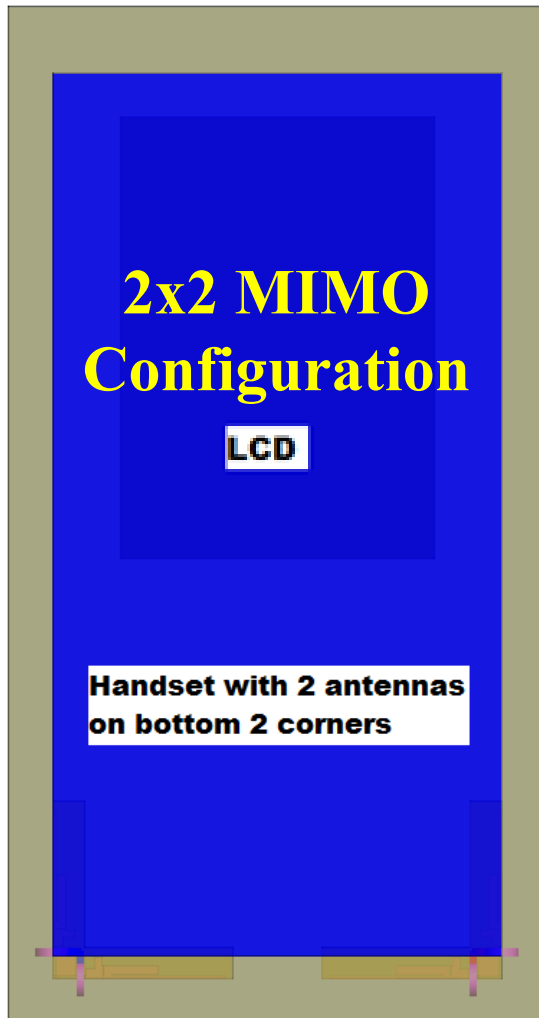 2x2 MIMO
Configuration
LCD
Handset with 2 antennas
on bottom 2 corners